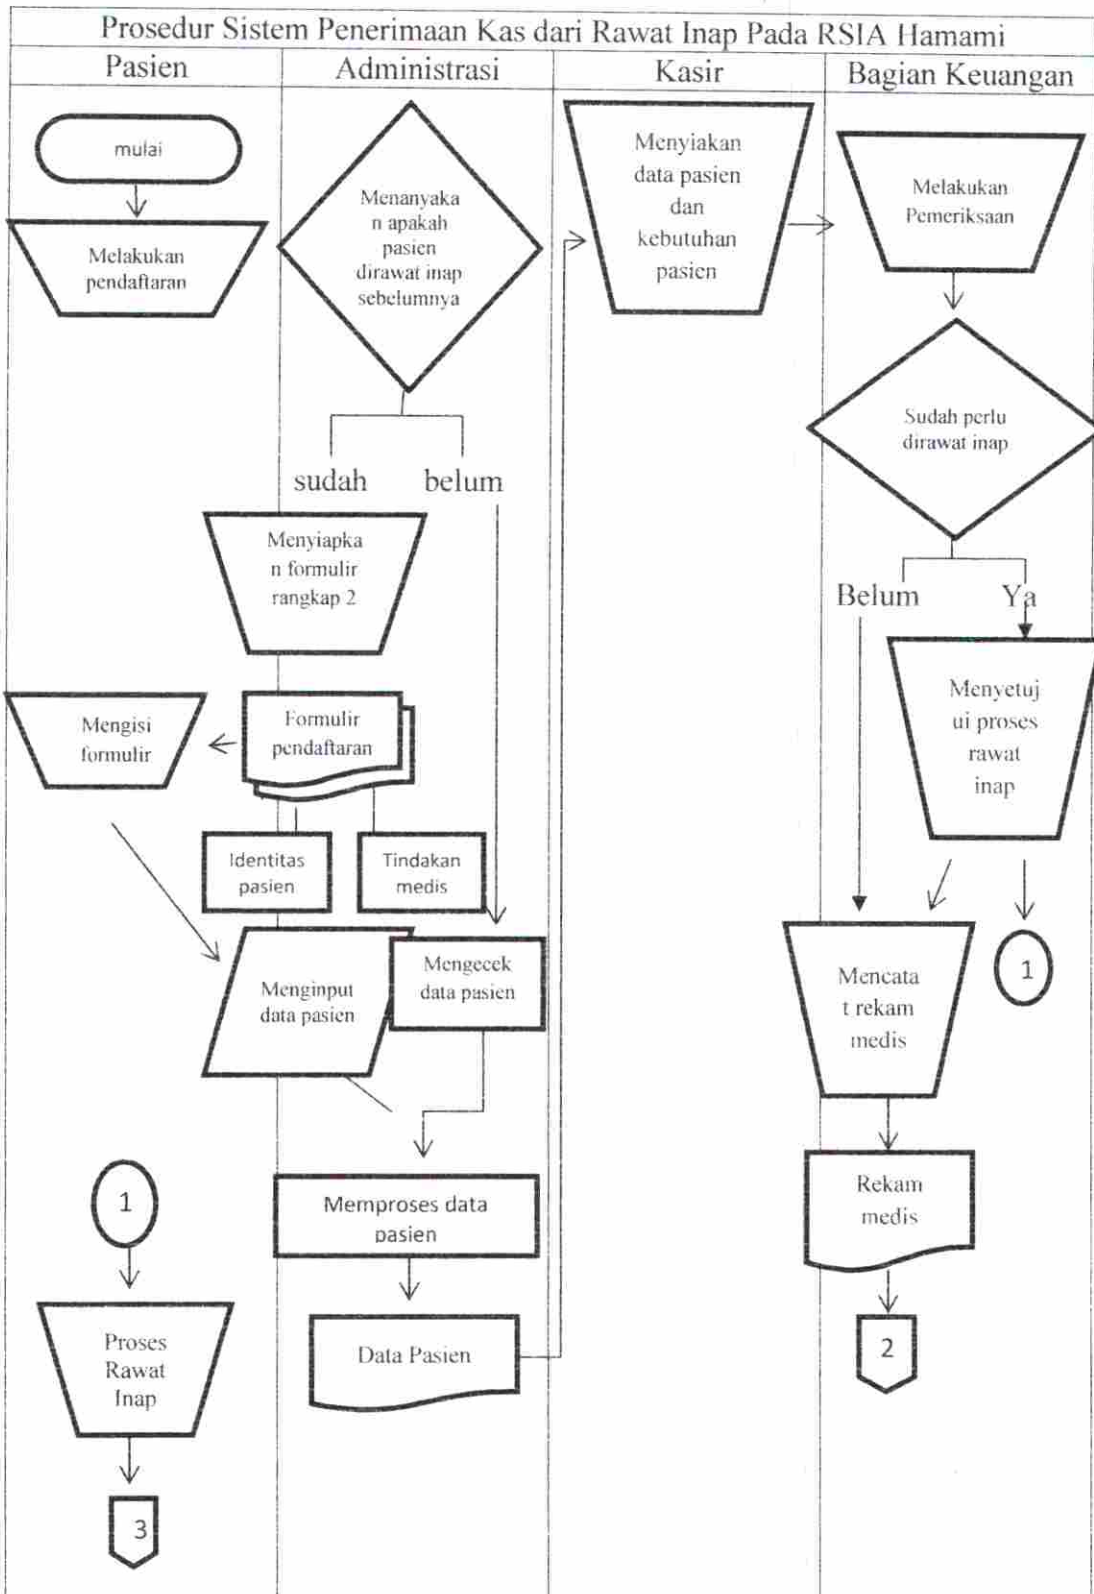 Prosedur Sistem Penerimaan Kas dari Rawat Inap Pada RSIA Hamami
Pasien
Administrasi
Kasir
Bagian Keuangan
mulai
Melakukan
pendaftaran
Menanyaka
n apakah
pasien
dirawat inap
sebelumnya
sudah
belum
Menyiapka
n formulir
rangkap 2
Formulir
pendaftaran
Mengisi
formulir
Identitas
pasien
Tindakan
medis
Menginput
data pasien
Mengecek
data pasien
Memproses data
pasien
Data Pasien
1
Proses
Rawat
Inap
3
Menyiakan
data pasien
dan
kebutuhan
pasien
Melakukan
Pemeriksaan
Sudah perlu
dirawat inap
Belum
Ya
Menyetuj
ui proses
rawat
inap
1
Mencata
t rekam
medis
Rekam
medis
2